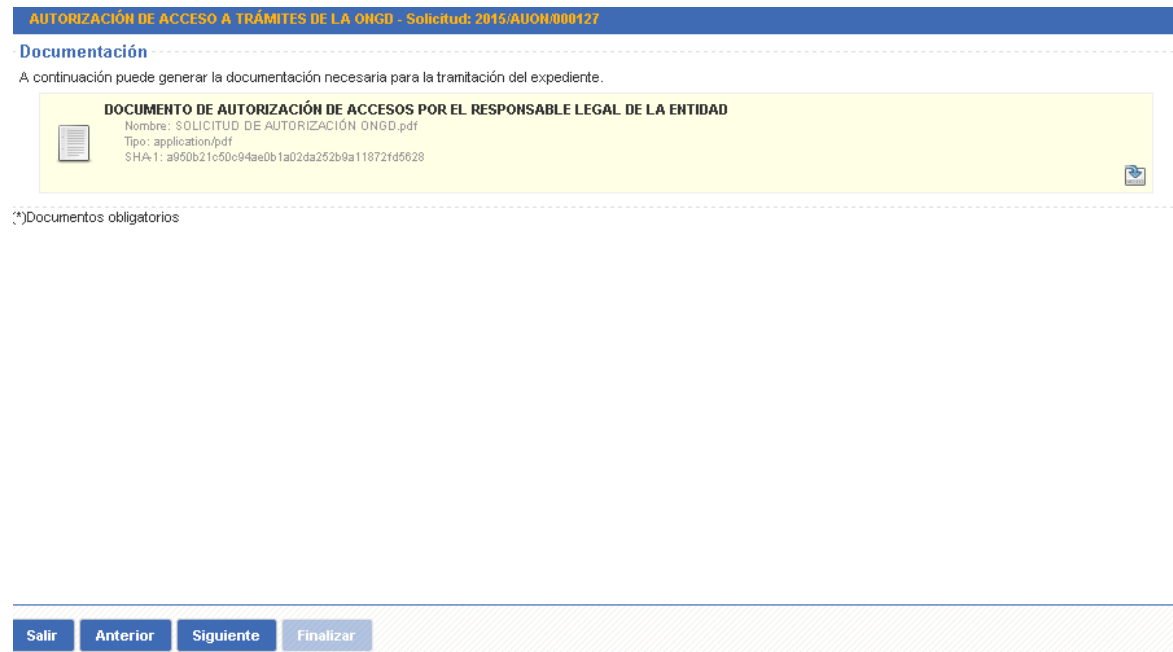 AUTORIZACIÓN DE ACCESO A TRÁMITES DE LA ONGD - Solicitud: 2015/AUON/000127
Documentación
A continuación puede generar la documentación necesaria para la tramitación del expediente.
DOCUMENTO DE AUTORIZACIÓN DE ACCESOS POR EL RESPONSABLE LEGAL DE LA ENTIDAD
Nombre: SOLICITUD DE AUTORIZACIÓN ONGD.pdf
Tipo: application/pdf
SHA-1: a950b21c50c94ae0b1a02da252b9a11872fd5628
(*)Documentos obligatorios
Salir Anterior Siguiente Finalizar